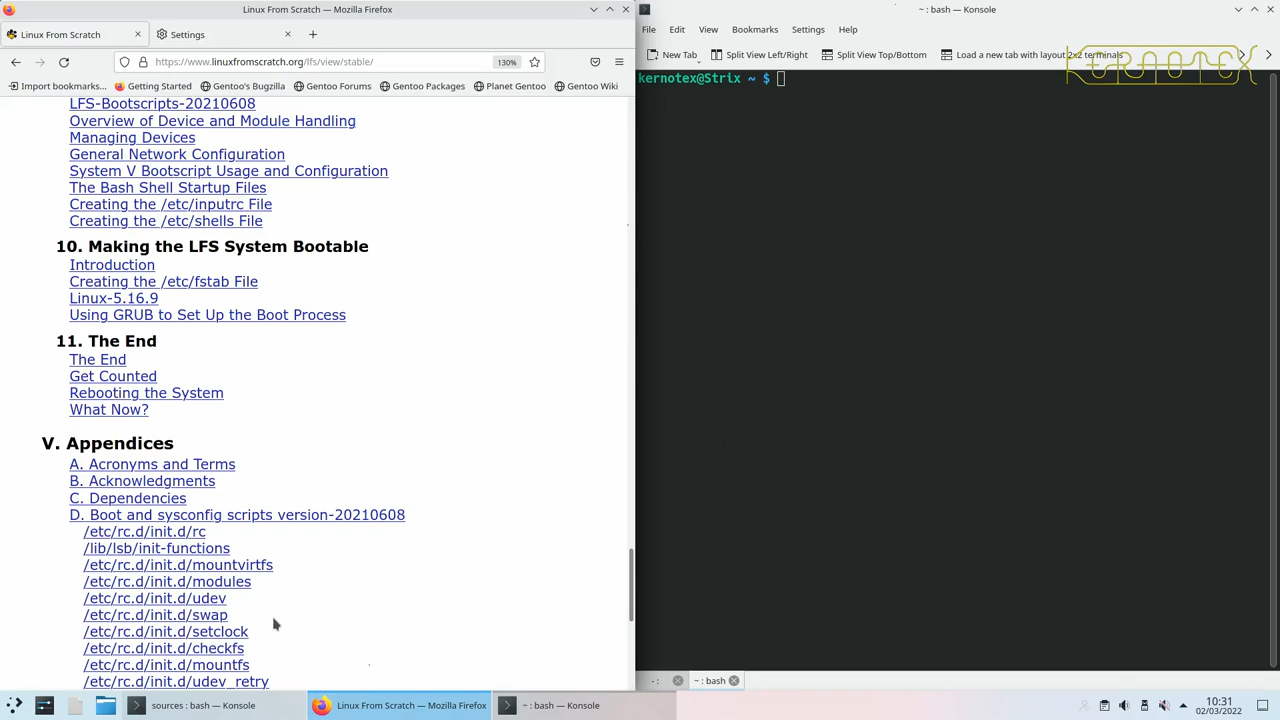 Linux From Scratch — Mozilla Firefox
~ : bash — Konsole
Linux From Scratch
Settings
File Edit View Bookmarks Settings Help
https://www.linuxfromscratch.org/lfs/view/stable/
130%
New Tab Split View Left/Right Split View Top/Bottom Load a new tab with layout 2x2 terminals
KERNOTEX
Import bookmarks... Getting Started Gentoo's Bugzilla Gentoo Forums Gentoo Packages Planet Gentoo Gentoo Wiki
kernotex@Strix ~ $
LFS-Bootscripts-20210608
Overview of Device and Module Handling
Managing Devices
General Network Configuration
System V Bootscript Usage and Configuration
The Bash Shell Startup Files
Creating the /etc/inputrc File
Creating the /etc/shells File
10. Making the LFS System Bootable
Introduction
Creating the /etc/fstab File
Linux-5.16.9
Using GRUB to Set Up the Boot Process
11. The End
The End
Get Counted
Rebooting the System
What Now?
V. Appendices
A. Acronyms and Terms
B. Acknowledgments
C. Dependencies
D. Boot and sysconfig scripts version-20210608
/etc/rc.d/init.d/rc
/lib/lsb/init-functions
/etc/rc.d/init.d/mountvirtfs
/etc/rc.d/init.d/modules
/etc/rc.d/init.d/udev
/etc/rc.d/init.d/swap
/etc/rc.d/init.d/setclock
/etc/rc.d/init.d/checkfs
/etc/rc.d/init.d/mountfs
/etc/rc.d/init.d/udev_retry
- :
~ : bash
sources : bash — Konsole
Linux From Scratch — Mozilla Firefox
~ : bash — Konsole
10:31
02/03/2022